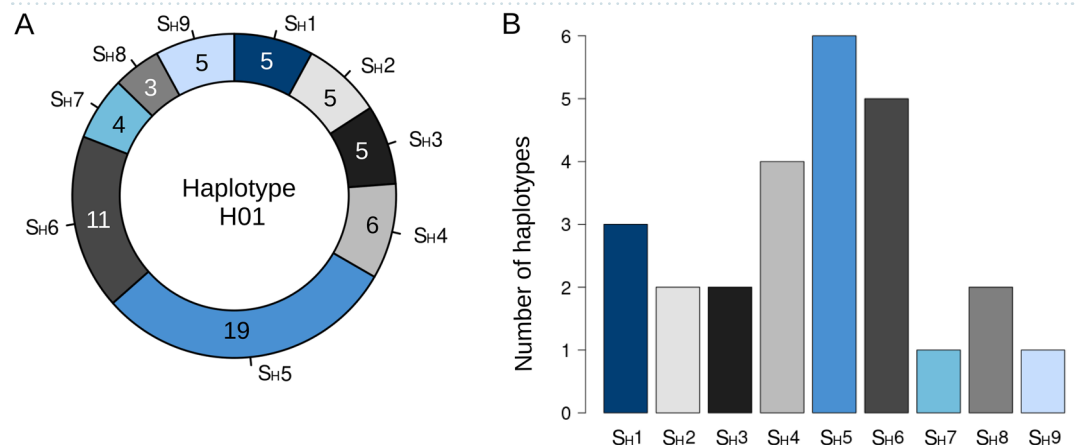 A
SH1
SH2
SH3
SH4
SH5
SH6
SH7
SH8
SH9
5
5
5
6
19
11
4
3
5
Haplotype
H01
B
Number of haplotypes
6
5
4
3
2
1
0
SH1 SH2 SH3 SH4 SH5 SH6 SH7 SH8 SH9